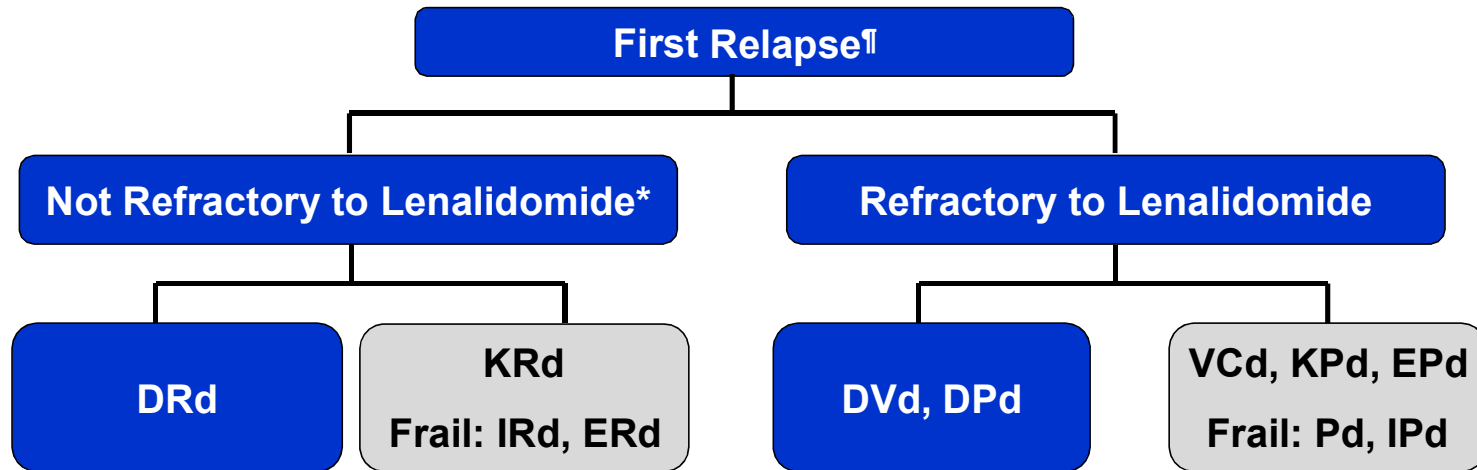 First Relapse¶
Not Refractory to Lenalidomide*
Refractory to Lenalidomide
DRd
KRd
Frail: IRd, ERd
DVd, DPd
VCd, KPd, EPd
Frail: Pd, IPd